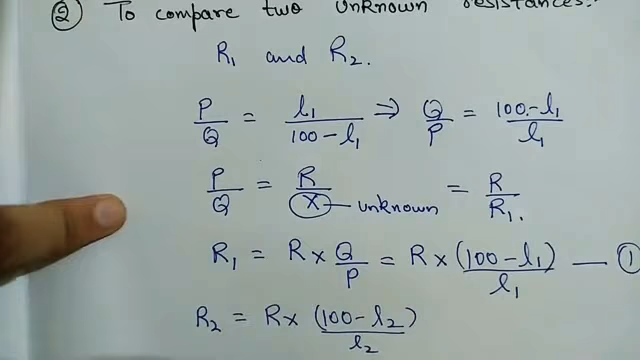 ② To compare two unknown resistances.
R₁ and R₂.
P/Q = l₁/(100 - l₁) ⇒ Q/P = (100 - l₁)/l₁
P/Q = R/X - unknown = R/R₁.
R₁ = R × Q/P = R × (100 - l₁)/l₁ — ①
R₂ = R × (100 - l₂)/l₂